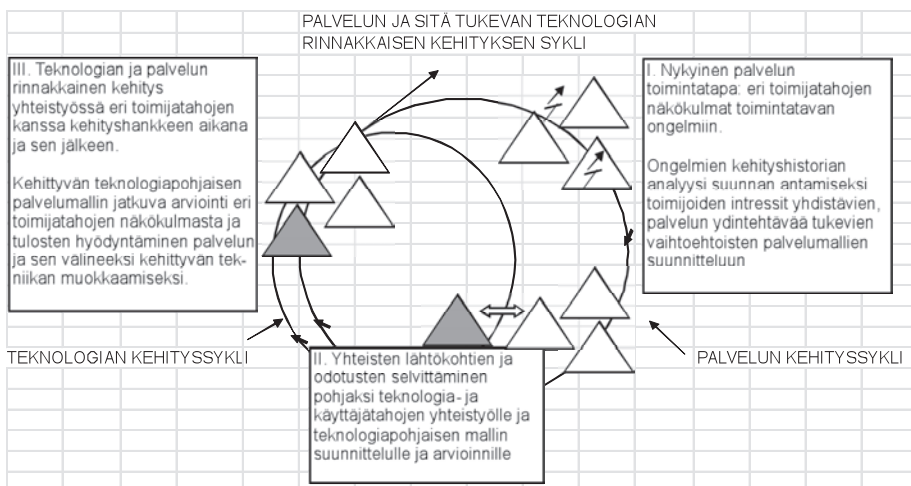 PALVELUN JA SITÄ TUKEVAN TEKNOLOGIAN
RINNAKKAISEN KEHITYKSEN SYKLI
III. Teknologian ja palvelun
rinnakkainen kehitys
yhteistyössä eri toimijatahojen
kanssa kehityshankkeen aikana
ja sen jälkeen.
Kehittyvän teknologiapohjaisen
palvelumallin jatkuva arviointi eri
toimijatahojen näkökulmasta ja
tulosten hyödyntäminen palvelun
ja sen välineeksi kehittyvän tek-
niikan muokkaamiseksi.
I. Nykyinen palvelun
toimintatapa: eri toimijatahojen
näkökulmat toimintatavan
ongelmiin.
Ongelmien kehityshistorian
analyysi suunnan antamiseksi
toimijoiden intressit yhdistävien,
palvelun ydintehtävää tukevien
vaihtoehtoisten palvelumallien
suunnitteluun
TEKNOLOGIAN KEHITYSSYKLI
PALVELUN KEHITYSSYKLI
II. Yhteisten lähtökohtien ja
odotusten selvittäminen
pohjaksi teknologia- ja
käyttäjätahojen yhteistyölle ja
teknologiapohjaisen mallin
suunnittelulle ja arvioinnille